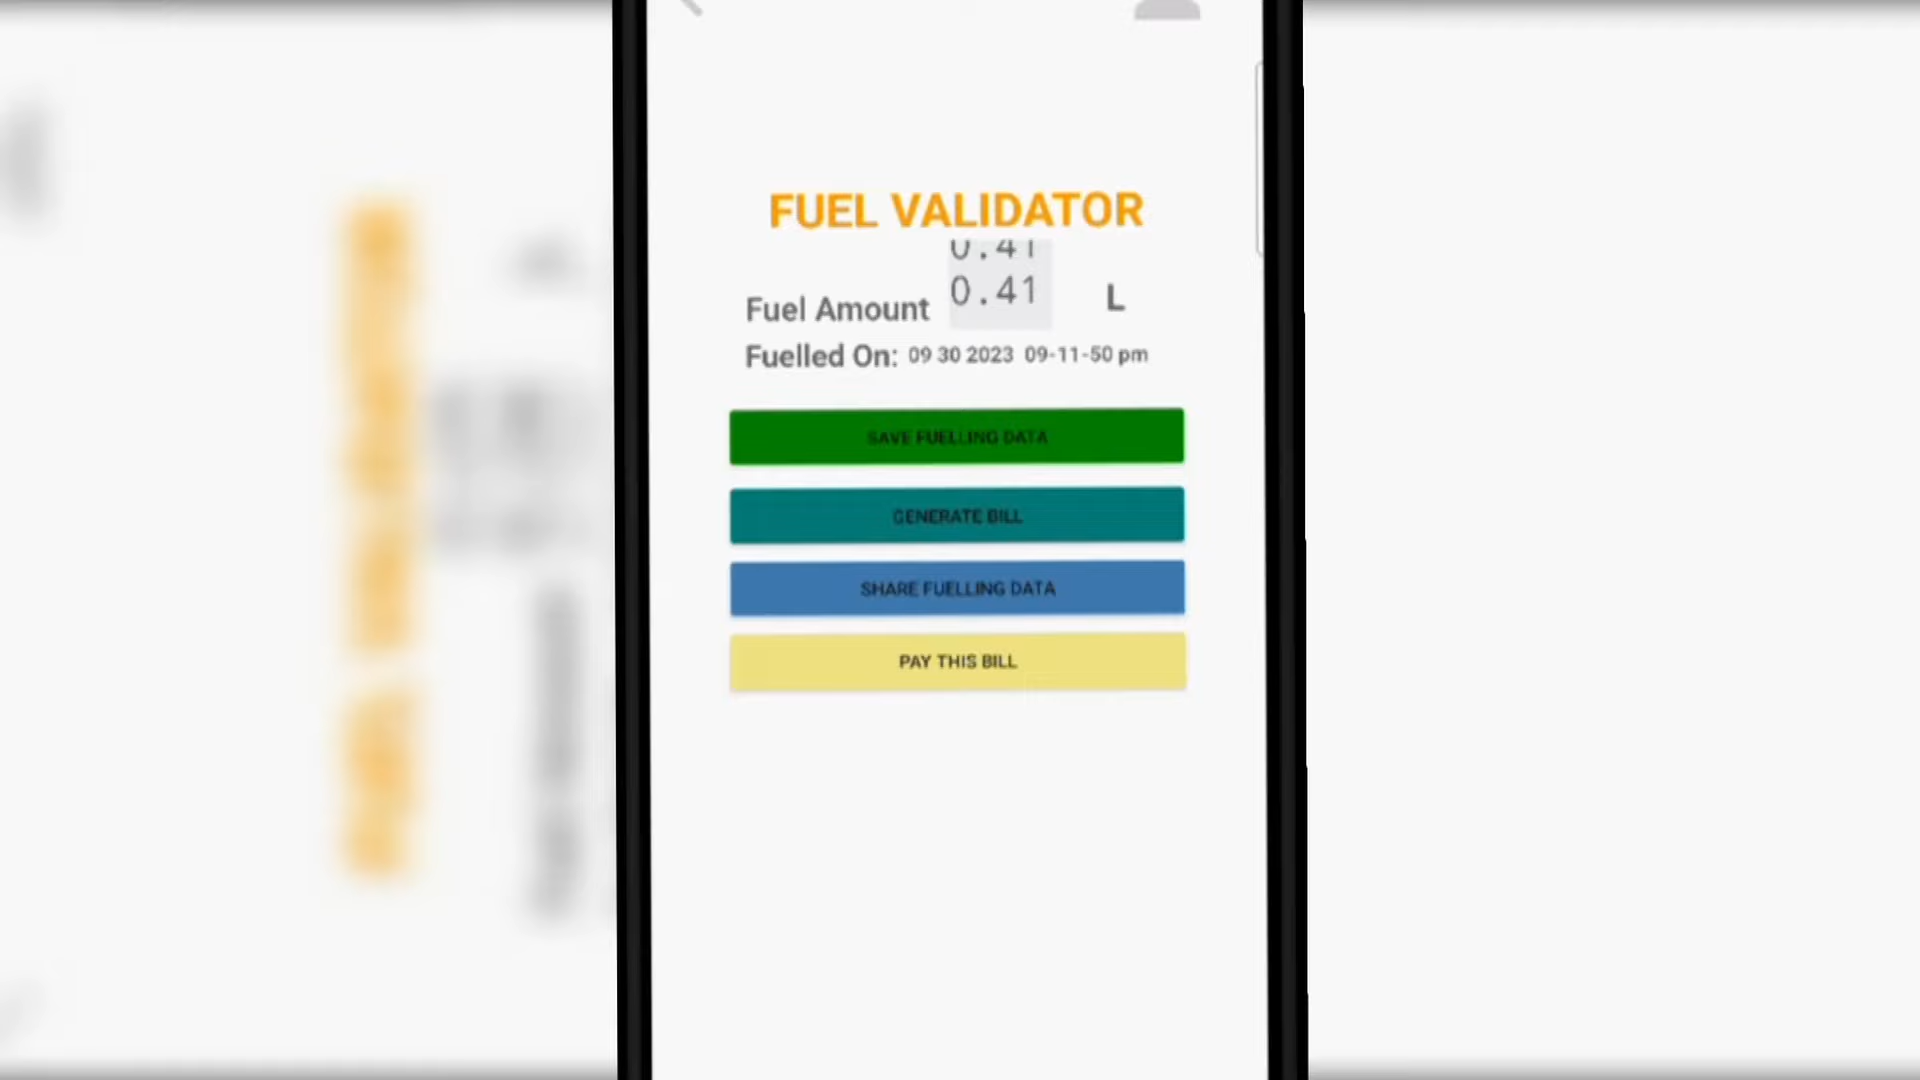 FUEL VALIDATOR
0.41
0.41
Fuel Amount L
Fuelled On: 09 30 2023 09-11-50 pm
SAVE FUELLING DATA
GENERATE BILL
SHARE FUELLING DATA
PAY THIS BILL